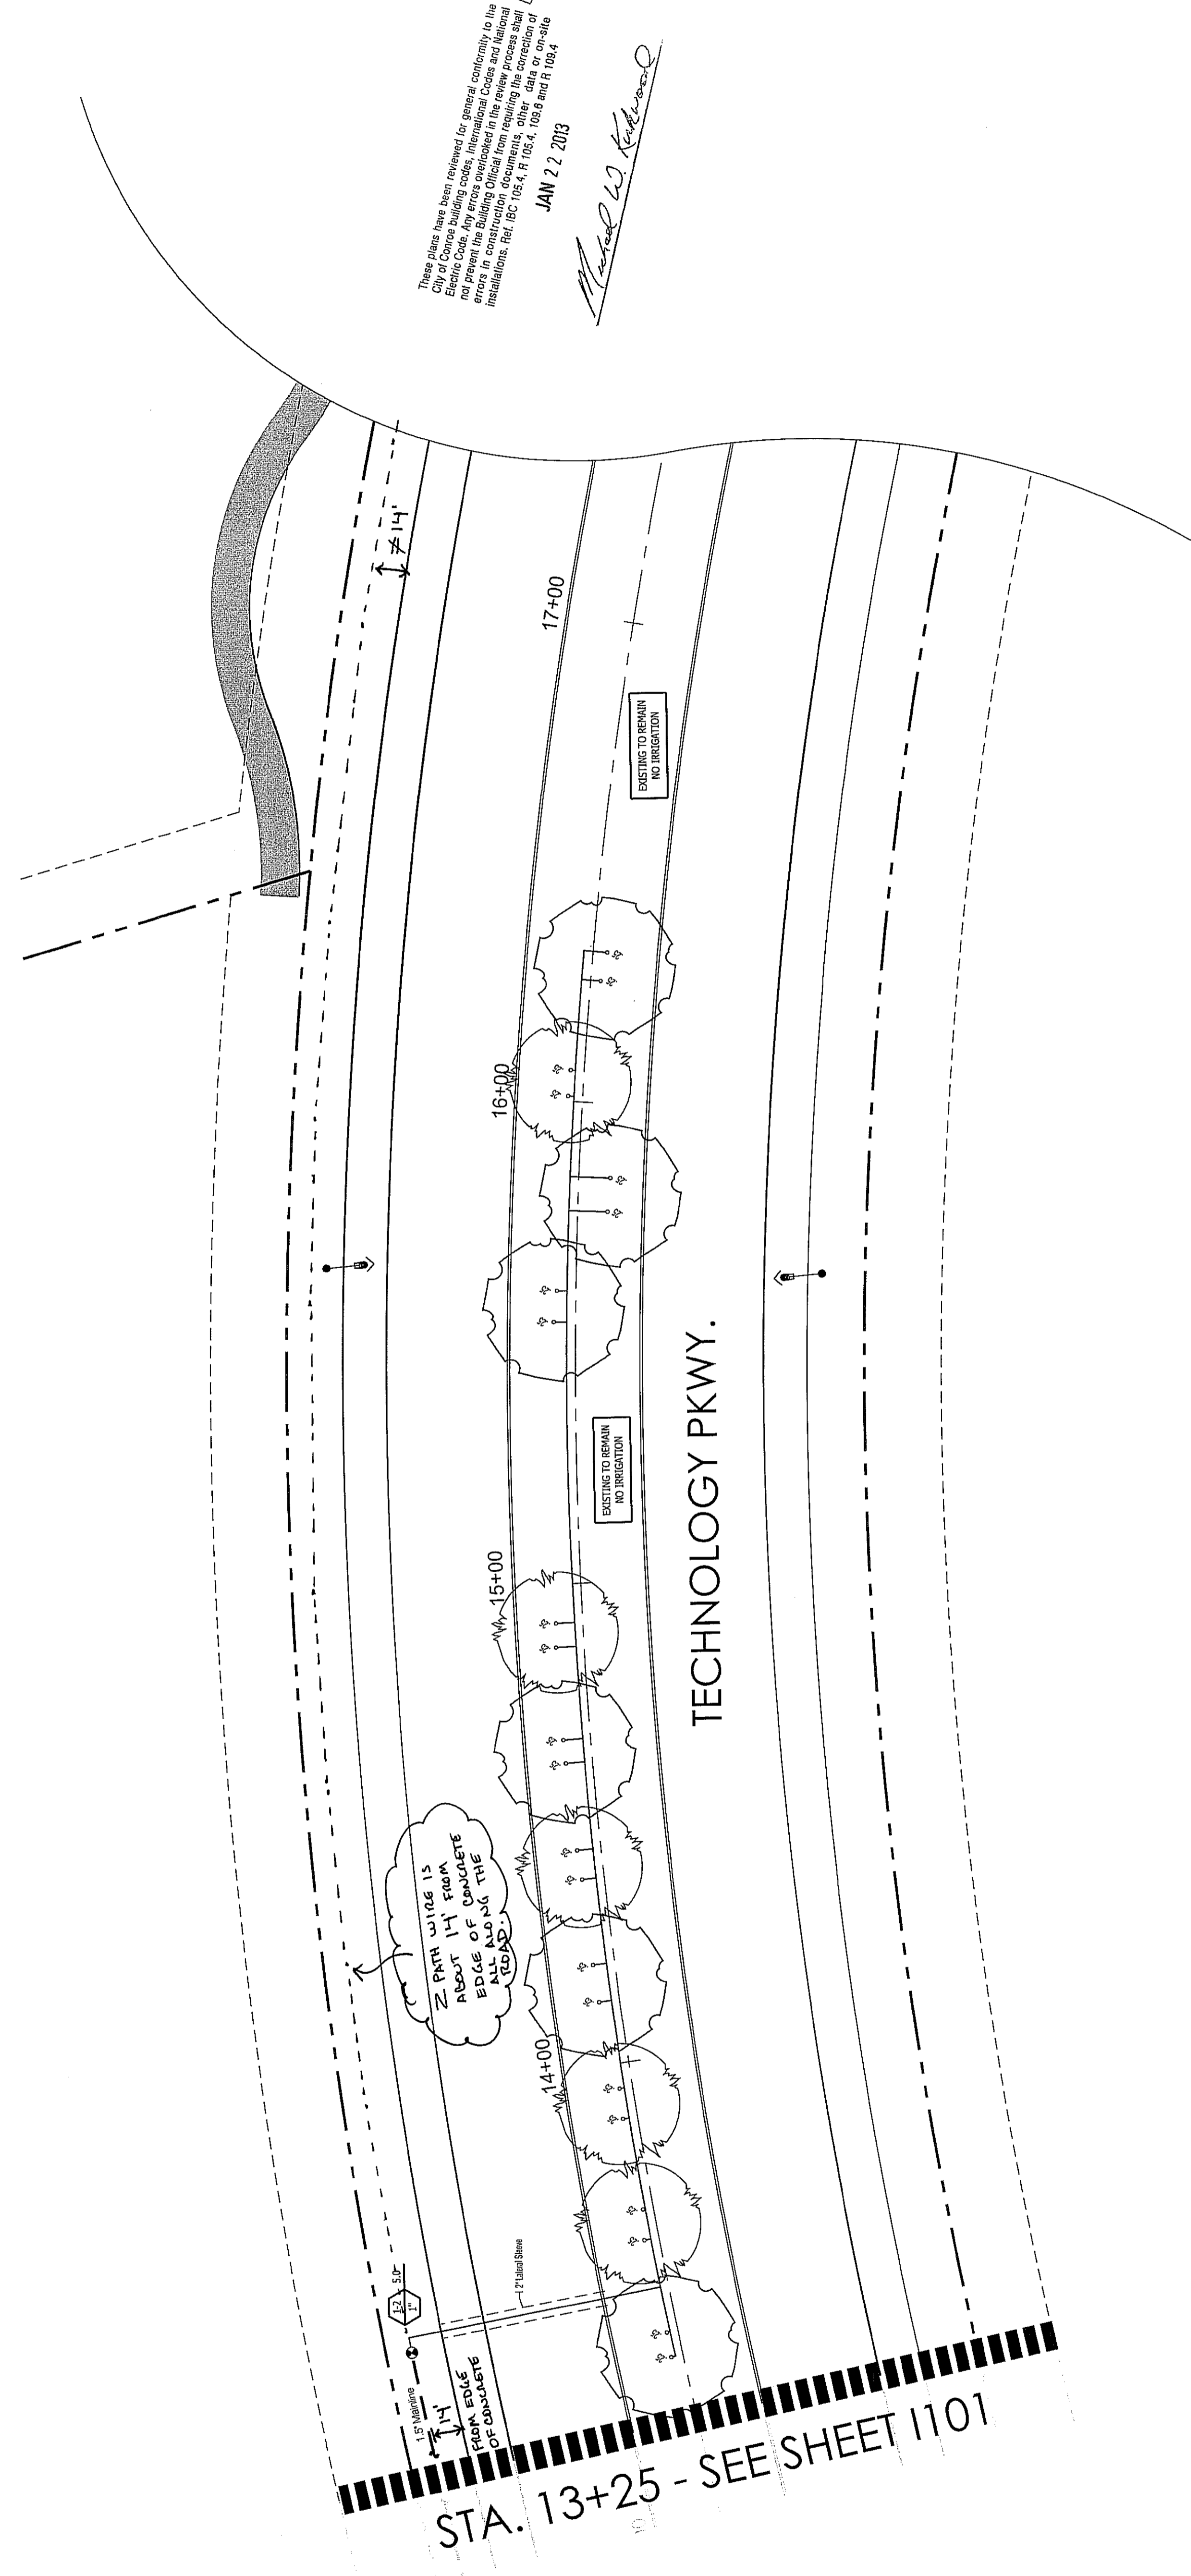 These plans have been reviewed for general conformity to the
City of Conroe building codes, International Codes and National
Electric Code. Any errors overlooked in the review process shall
not prevent the Building Official from requiring the correction of
errors in construction documents, other data or on-site
installations. Ref. IBC 105.4, R 105.4, 109.6 and R 109.4
JAN 22 2013
Michael W. Kirkwood
≠14'
17+00
EXISTING TO REMAIN
NO IRRIGATION
16+00
EXISTING TO REMAIN
NO IRRIGATION
TECHNOLOGY PKWY.
15+00
Z PATH WIRE IS
ABOUT 14' FROM
EDGE OF CONCRETE
ALL ALONG THE
ROAD.
14+00
2" Lateral Sleeve
1-2 5.0
1"
1.5" Mainline
≠14'
FROM EDGE
OF CONCRETE
STA. 13+25 - SEE SHEET I101